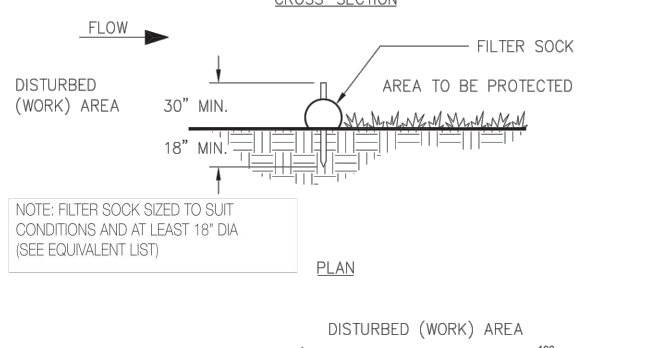 CROSS SECTION
FLOW
FILTER SOCK
DISTURBED
(WORK) AREA
30" MIN.
AREA TO BE PROTECTED
18" MIN.
NOTE: FILTER SOCK SIZED TO SUIT
CONDITIONS AND AT LEAST 18" DIA
(SEE EQUIVALENT LIST)
PLAN
DISTURBED (WORK) AREA